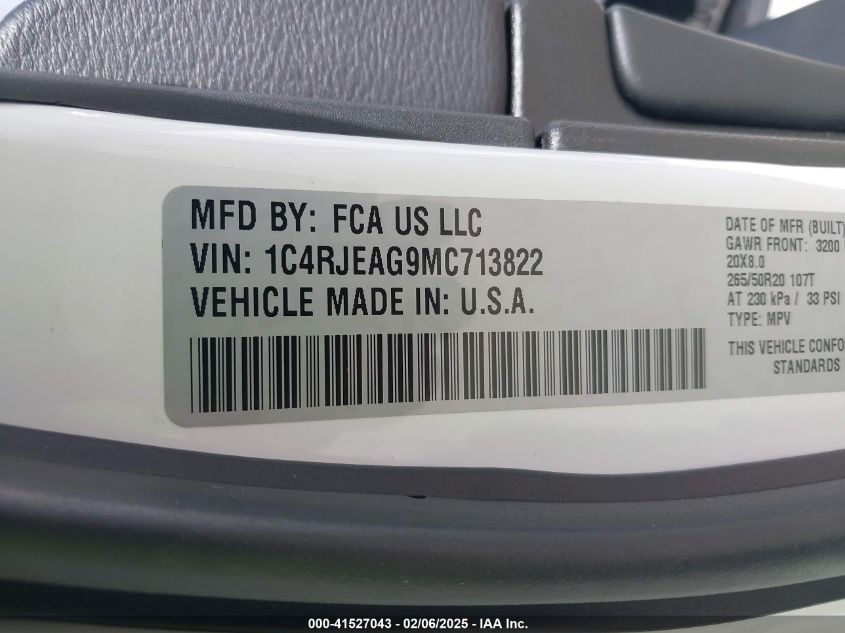 MFD BY: FCA US LLC
VIN: 1C4RJEAG9MC713822
VEHICLE MADE IN: U.S.A.
DATE OF MFR (BUILT)
GAWR FRONT: 3200
20X8.0
265/50R20 107T
AT 230 kPa / 33 PSI
TYPE: MPV
THIS VEHICLE CONFO
STANDARDS
000-41527043 - 02/06/2025 - IAA Inc.